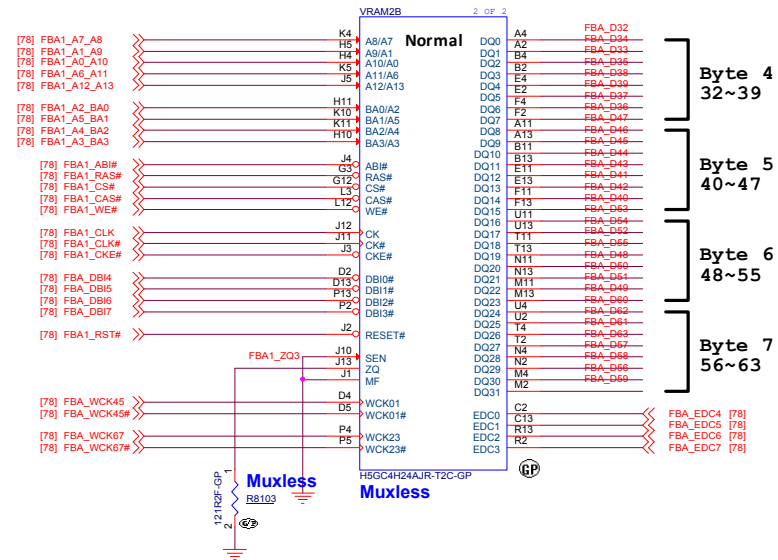 VRAM2B 2 OF 2
Normal
[78] FBA1_A7_A8 K4 A8/A7
[78] FBA1_A1_A9 H5 A9/A1
[78] FBA1_A0_A10 H4 A10/A0
[78] FBA1_A6_A11 K5 A11/A6
[78] FBA1_A12_A13 J5 A12/A13
[78] FBA1_A2_BA0 H11 BA0/A2
[78] FBA1_A5_BA1 K10 BA1/A5
[78] FBA1_A4_BA2 K11 BA2/A4
[78] FBA1_A3_BA3 H10 BA3/A3
[78] FBA1_ABI# J4 ABI#
[78] FBA1_RAS# G3 RAS#
[78] FBA1_CS# G12 CS#
[78] FBA1_CAS# L3 CAS#
[78] FBA1_WE# L12 WE#
[78] FBA1_CLK J12 CK
[78] FBA1_CLK# J11 CK#
[78] FBA1_CKE# J3 CKE#
[78] FBA_DBI4 D2 DBI0#
[78] FBA_DBI5 D13 DBI1#
[78] FBA_DBI6 P13 DBI2#
[78] FBA_DBI7 P2 DBI3#
[78] FBA1_RST# J2 RESET#
FBA1_ZQ3 J10 SEN
J13 ZQ
J1 MF
[78] FBA_WCK45 D4 WCK01
[78] FBA_WCK45# D5 WCK01#
[78] FBA_WCK67 P4 WCK23
[78] FBA_WCK67# P5 WCK23#
DQ0 A4 FBA_D32
DQ1 A2 FBA_D34
DQ2 B4 FBA_D33
DQ3 B2 FBA_D35
DQ4 E4 FBA_D38
DQ5 E2 FBA_D39
DQ6 F4 FBA_D37
DQ7 F2 FBA_D36
DQ8 A11 FBA_D47
DQ9 A13 FBA_D46
DQ10 B11 FBA_D45
DQ11 B13 FBA_D44
DQ12 E11 FBA_D43
DQ13 E13 FBA_D41
DQ14 F11 FBA_D42
DQ15 F13 FBA_D40
DQ16 U11 FBA_D53
DQ17 U13 FBA_D54
DQ18 T11 FBA_D52
DQ19 T13 FBA_D55
DQ20 N11 FBA_D48
DQ21 N13 FBA_D50
DQ22 M11 FBA_D51
DQ23 M13 FBA_D49
DQ24 U4 FBA_D60
DQ25 U2 FBA_D62
DQ26 T4 FBA_D61
DQ27 T2 FBA_D63
DQ28 N4 FBA_D57
DQ29 N2 FBA_D58
DQ30 M4 FBA_D56
DQ31 M2 FBA_D59
EDC0 C2 FBA_EDC4 [78]
EDC1 C13 FBA_EDC5 [78]
EDC2 R13 FBA_EDC6 [78]
EDC3 R2 FBA_EDC7 [78]
Byte 4
32~39
Byte 5
40~47
Byte 6
48~55
Byte 7
56~63
GP
H5GC4H24AJR-T2C-GP
Muxless
1
121R2F-GP
2
Muxless
R8103